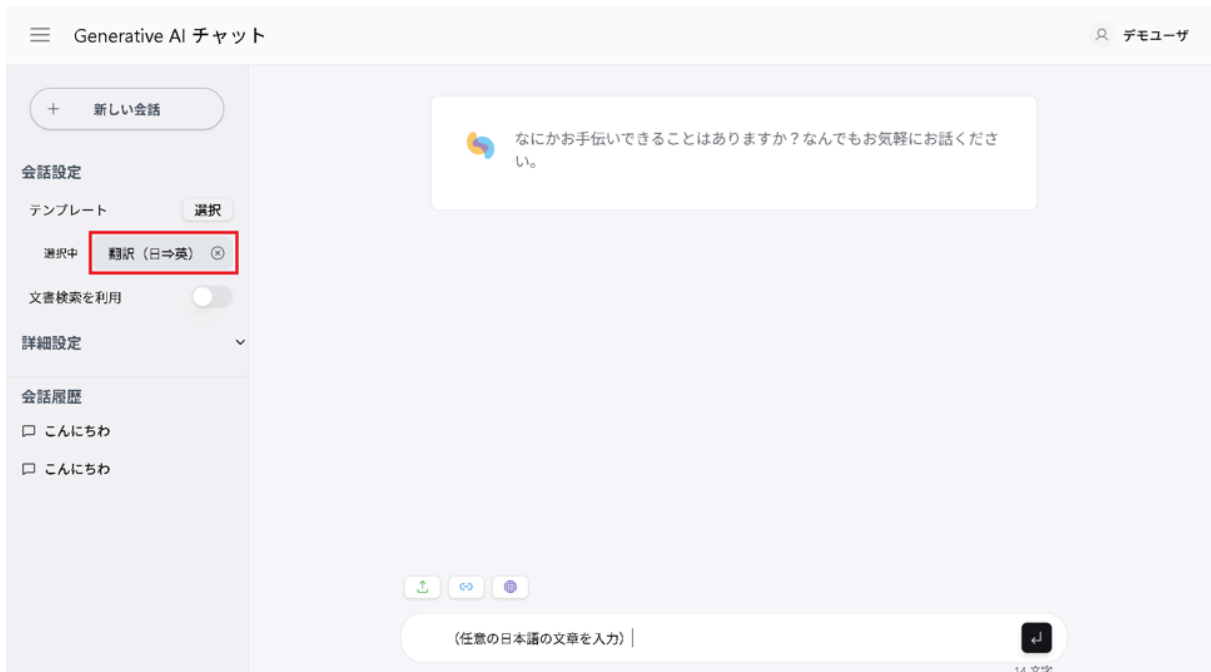 Generative AI チャット
デモユーザ
+ 新しい会話
会話設定
テンプレート 選択
選択中 翻訳（日⇒英）
文書検索を利用
詳細設定
会話履歴
こんにちわ
こんにちわ
なにかお手伝いできることはありますか？なんでもお気軽にお話くださ
い。
（任意の日本語の文章を入力）
14 文字